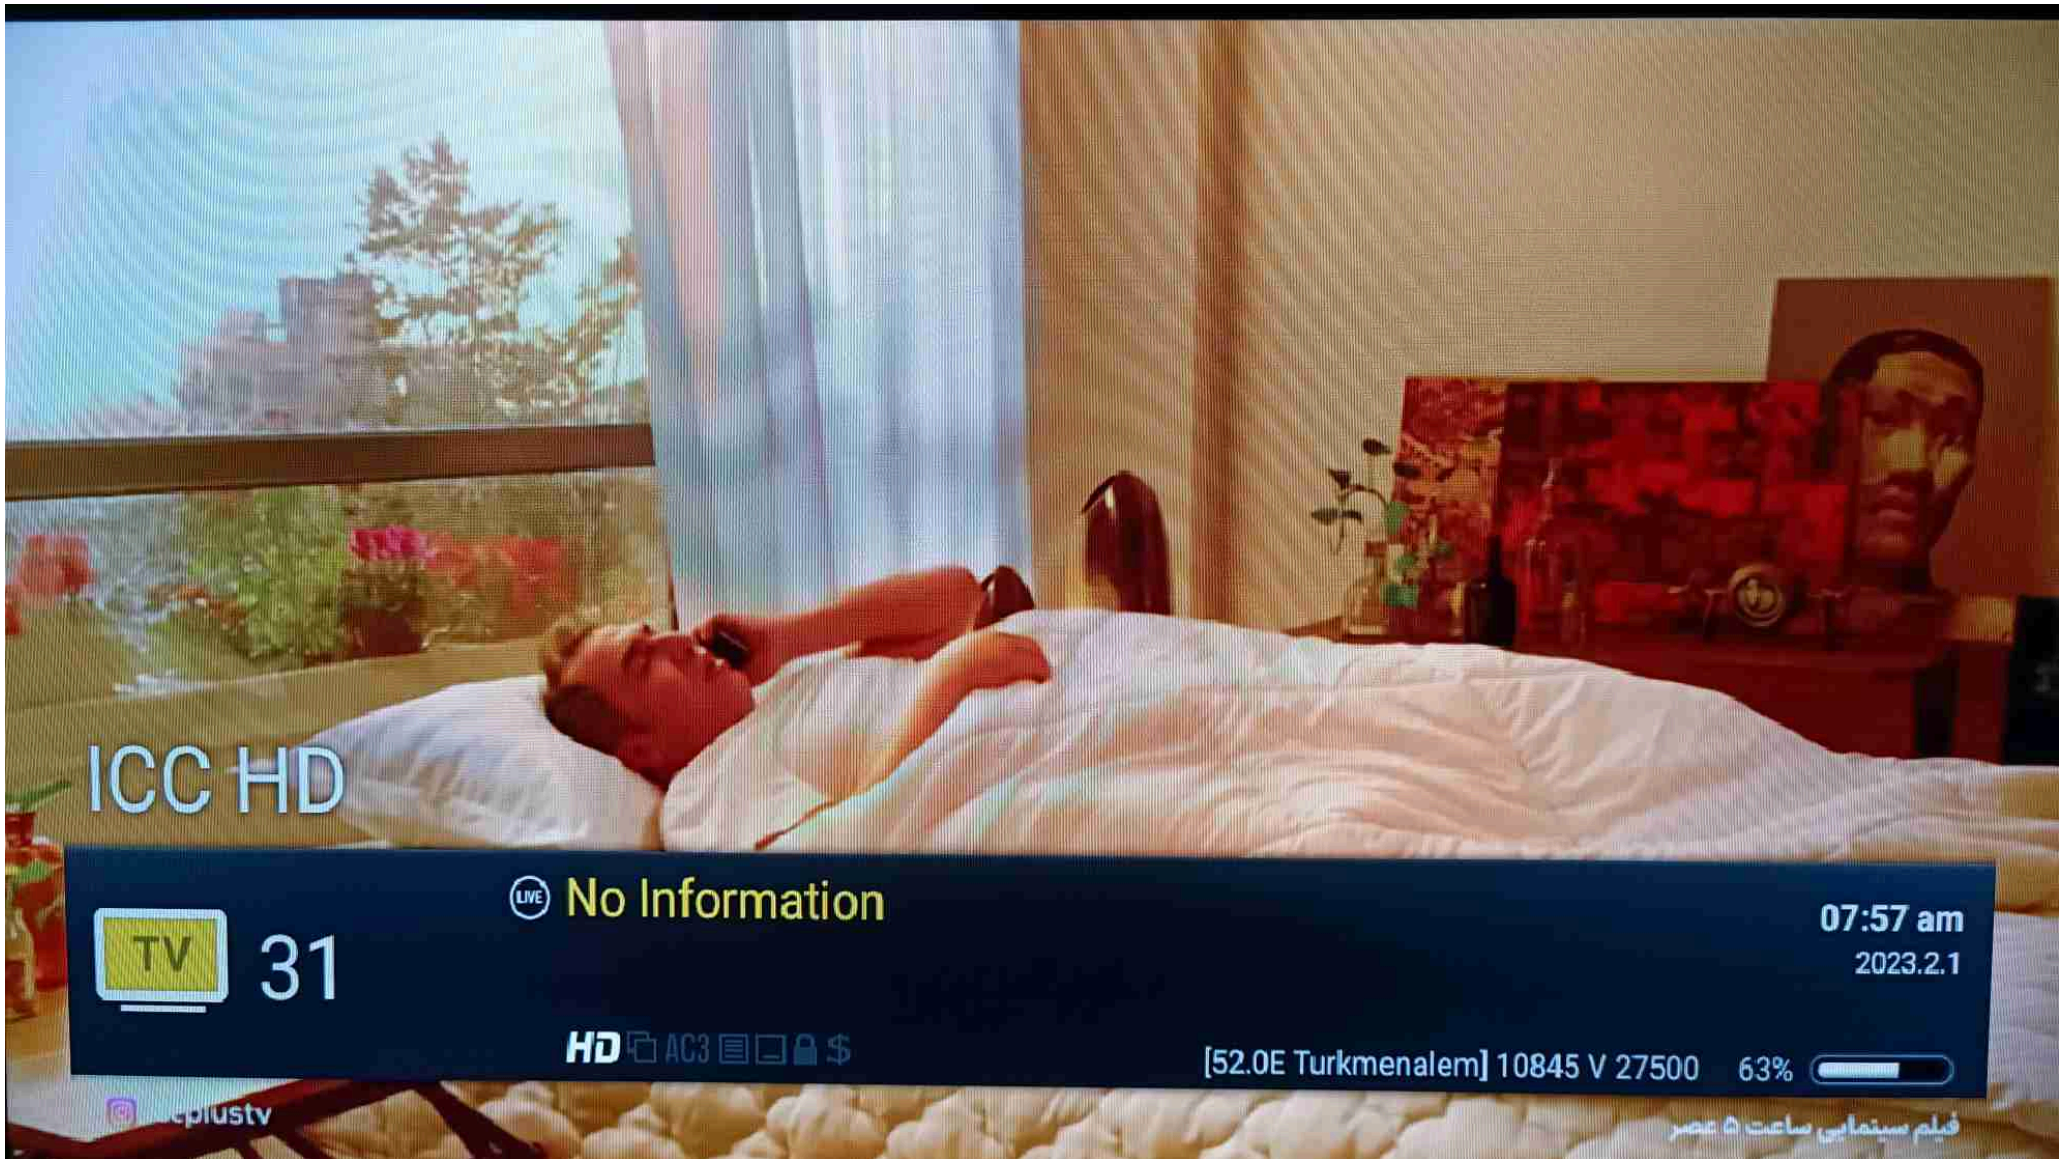 ICC HD
LIVE No Information
TV 31
07:57 am
2023.2.1
HD AC3 $
[52.0E Turkmenalem] 10845 V 27500 63%
plustv
فیلم سینمایی ساعت ۵ عصر